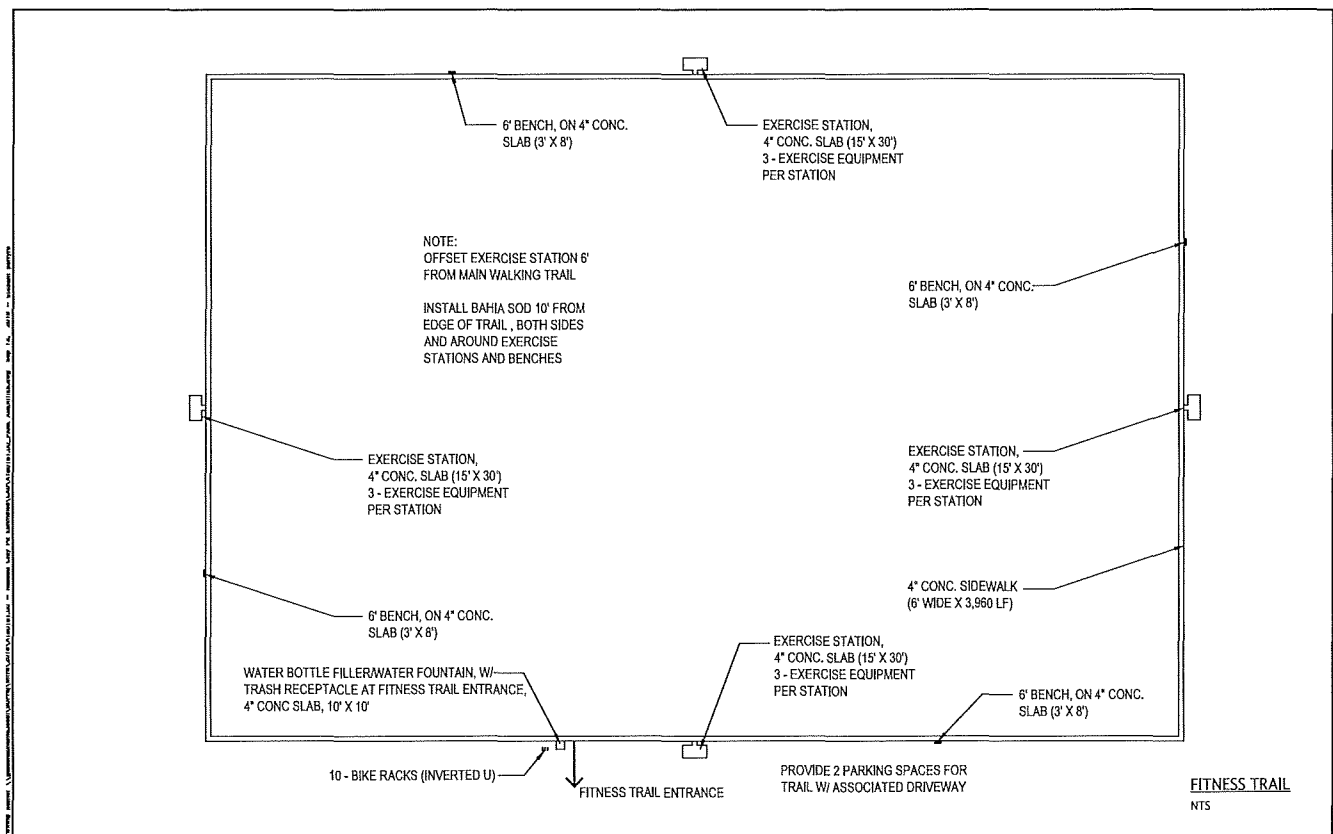 6' BENCH, ON 4" CONC.
SLAB (3' X 8')
EXERCISE STATION,
4" CONC. SLAB (15' X 30')
3 - EXERCISE EQUIPMENT
PER STATION
NOTE:
OFFSET EXERCISE STATION 6'
FROM MAIN WALKING TRAIL
INSTALL BAHIA SOD 10' FROM
EDGE OF TRAIL , BOTH SIDES
AND AROUND EXERCISE
STATIONS AND BENCHES
6' BENCH, ON 4" CONC.
SLAB (3' X 8')
EXERCISE STATION,
4" CONC. SLAB (15' X 30')
3 - EXERCISE EQUIPMENT
PER STATION
EXERCISE STATION,
4" CONC. SLAB (15' X 30')
3 - EXERCISE EQUIPMENT
PER STATION
4" CONC. SIDEWALK
(6' WIDE X 3,960 LF)
6' BENCH, ON 4" CONC.
SLAB (3' X 8')
EXERCISE STATION,
4" CONC. SLAB (15' X 30')
3 - EXERCISE EQUIPMENT
PER STATION
WATER BOTTLE FILLER/WATER FOUNTAIN, W/
TRASH RECEPTACLE AT FITNESS TRAIL ENTRANCE,
4" CONC SLAB, 10' X 10'
6' BENCH, ON 4" CONC.
SLAB (3' X 8')
10 - BIKE RACKS (INVERTED U)
FITNESS TRAIL ENTRANCE
PROVIDE 2 PARKING SPACES FOR
TRAIL W/ ASSOCIATED DRIVEWAY
FITNESS TRAIL
NTS